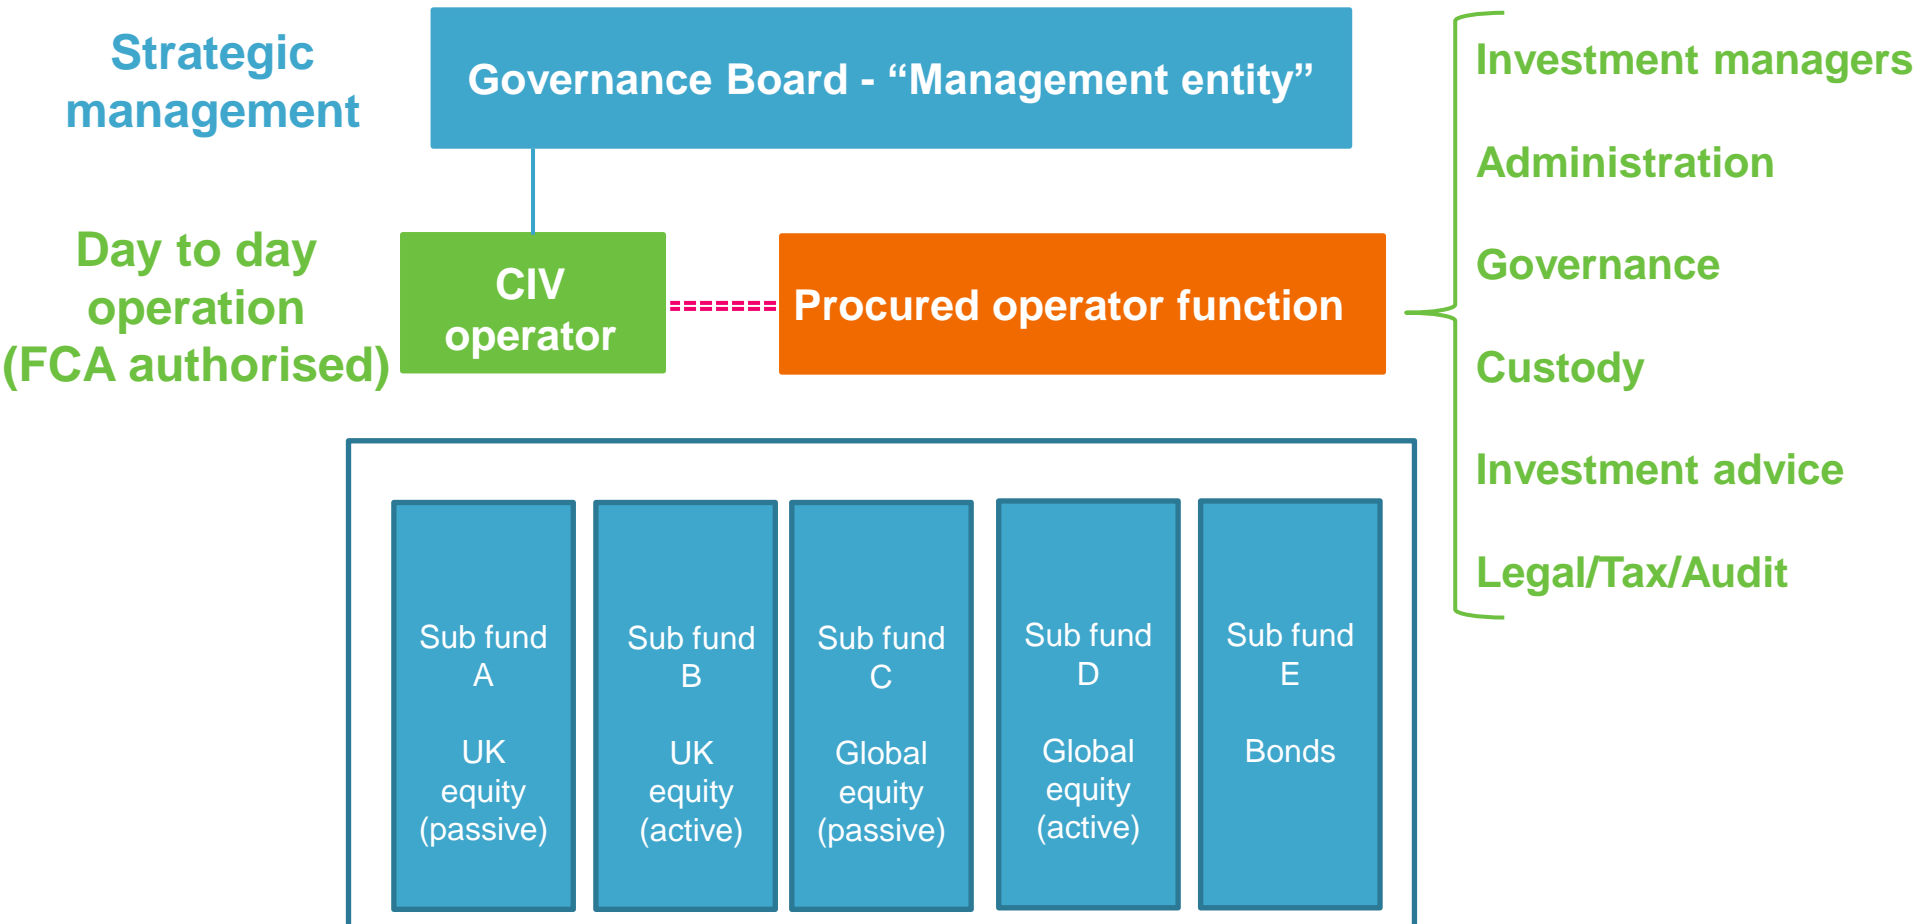 Strategic
management
Governance Board - “Management entity”
Day to day
operation
(FCA authorised)
CIV
operator
Procured operator function
Investment managers
Administration
Governance
Custody
Investment advice
Legal/Tax/Audit
Sub fund
A
UK
equity
(passive)
Sub fund
B
UK
equity
(active)
Sub fund
C
Global
equity
(passive)
Sub fund
D
Global
equity
(active)
Sub fund
E
Bonds